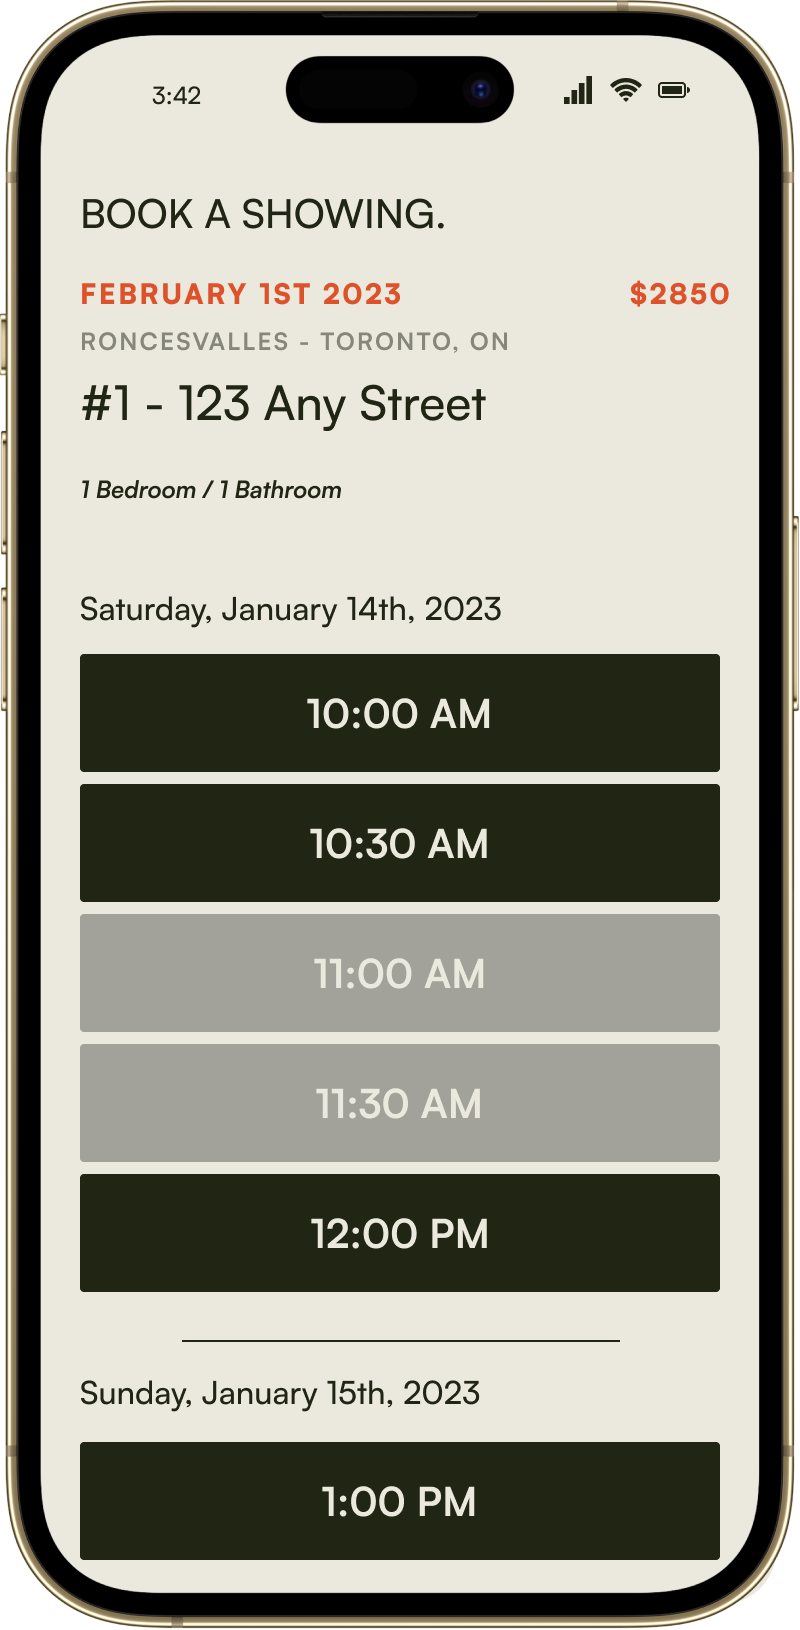 3:42
BOOK A SHOWING.
FEBRUARY 1ST 2023 $2850
RONCESVALLES - TORONTO, ON
#1 - 123 Any Street
1 Bedroom / 1 Bathroom
Saturday, January 14th, 2023
10:00 AM
10:30 AM
11:00 AM
11:30 AM
12:00 PM
Sunday, January 15th, 2023
1:00 PM